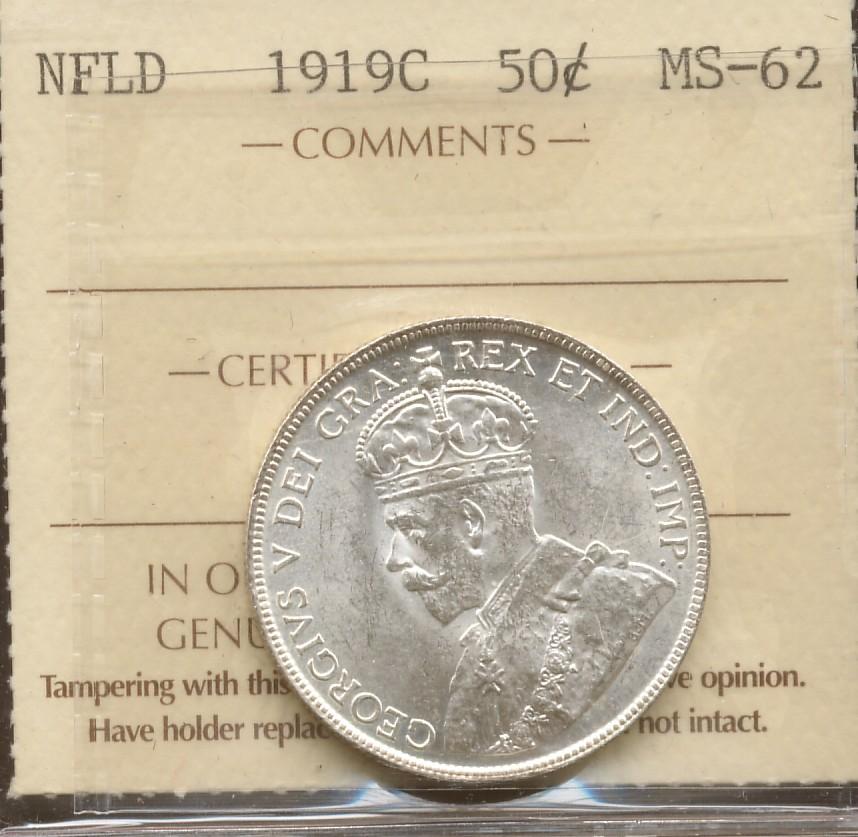 NFLD 1919C 50¢ MS-62
— COMMENTS —
— CERTIF —
IN O
GENU
Tampering with this ve opinion.
Have holder replac not intact.
GEORGIVS V DEI GRA: REX ET IND: IMP: